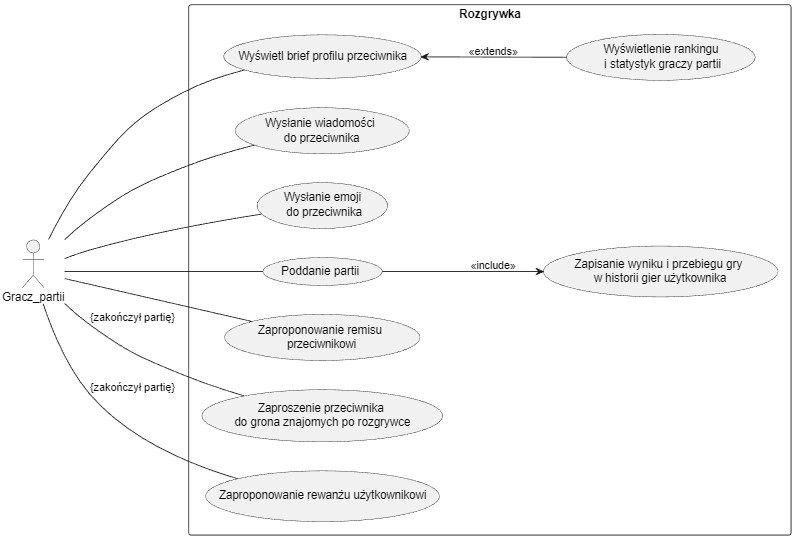 Rozgrywka
Wyświetl brief profilu przeciwnika
«extends»
Wyświetlenie rankingu
i statystyk graczy partii
Wysłanie wiadomości
do przeciwnika
Wysłanie emoji
do przeciwnika
Gracz_partii
Poddanie partii
«include»
Zapisanie wyniku i przebiegu gry
w historii gier użytkownika
{zakończył partię}
Zaproponowanie remisu
przeciwnikowi
{zakończył partię}
Zaproszenie przeciwnika
do grona znajomych po rozgrywce
Zaproponowanie rewanżu użytkownikowi